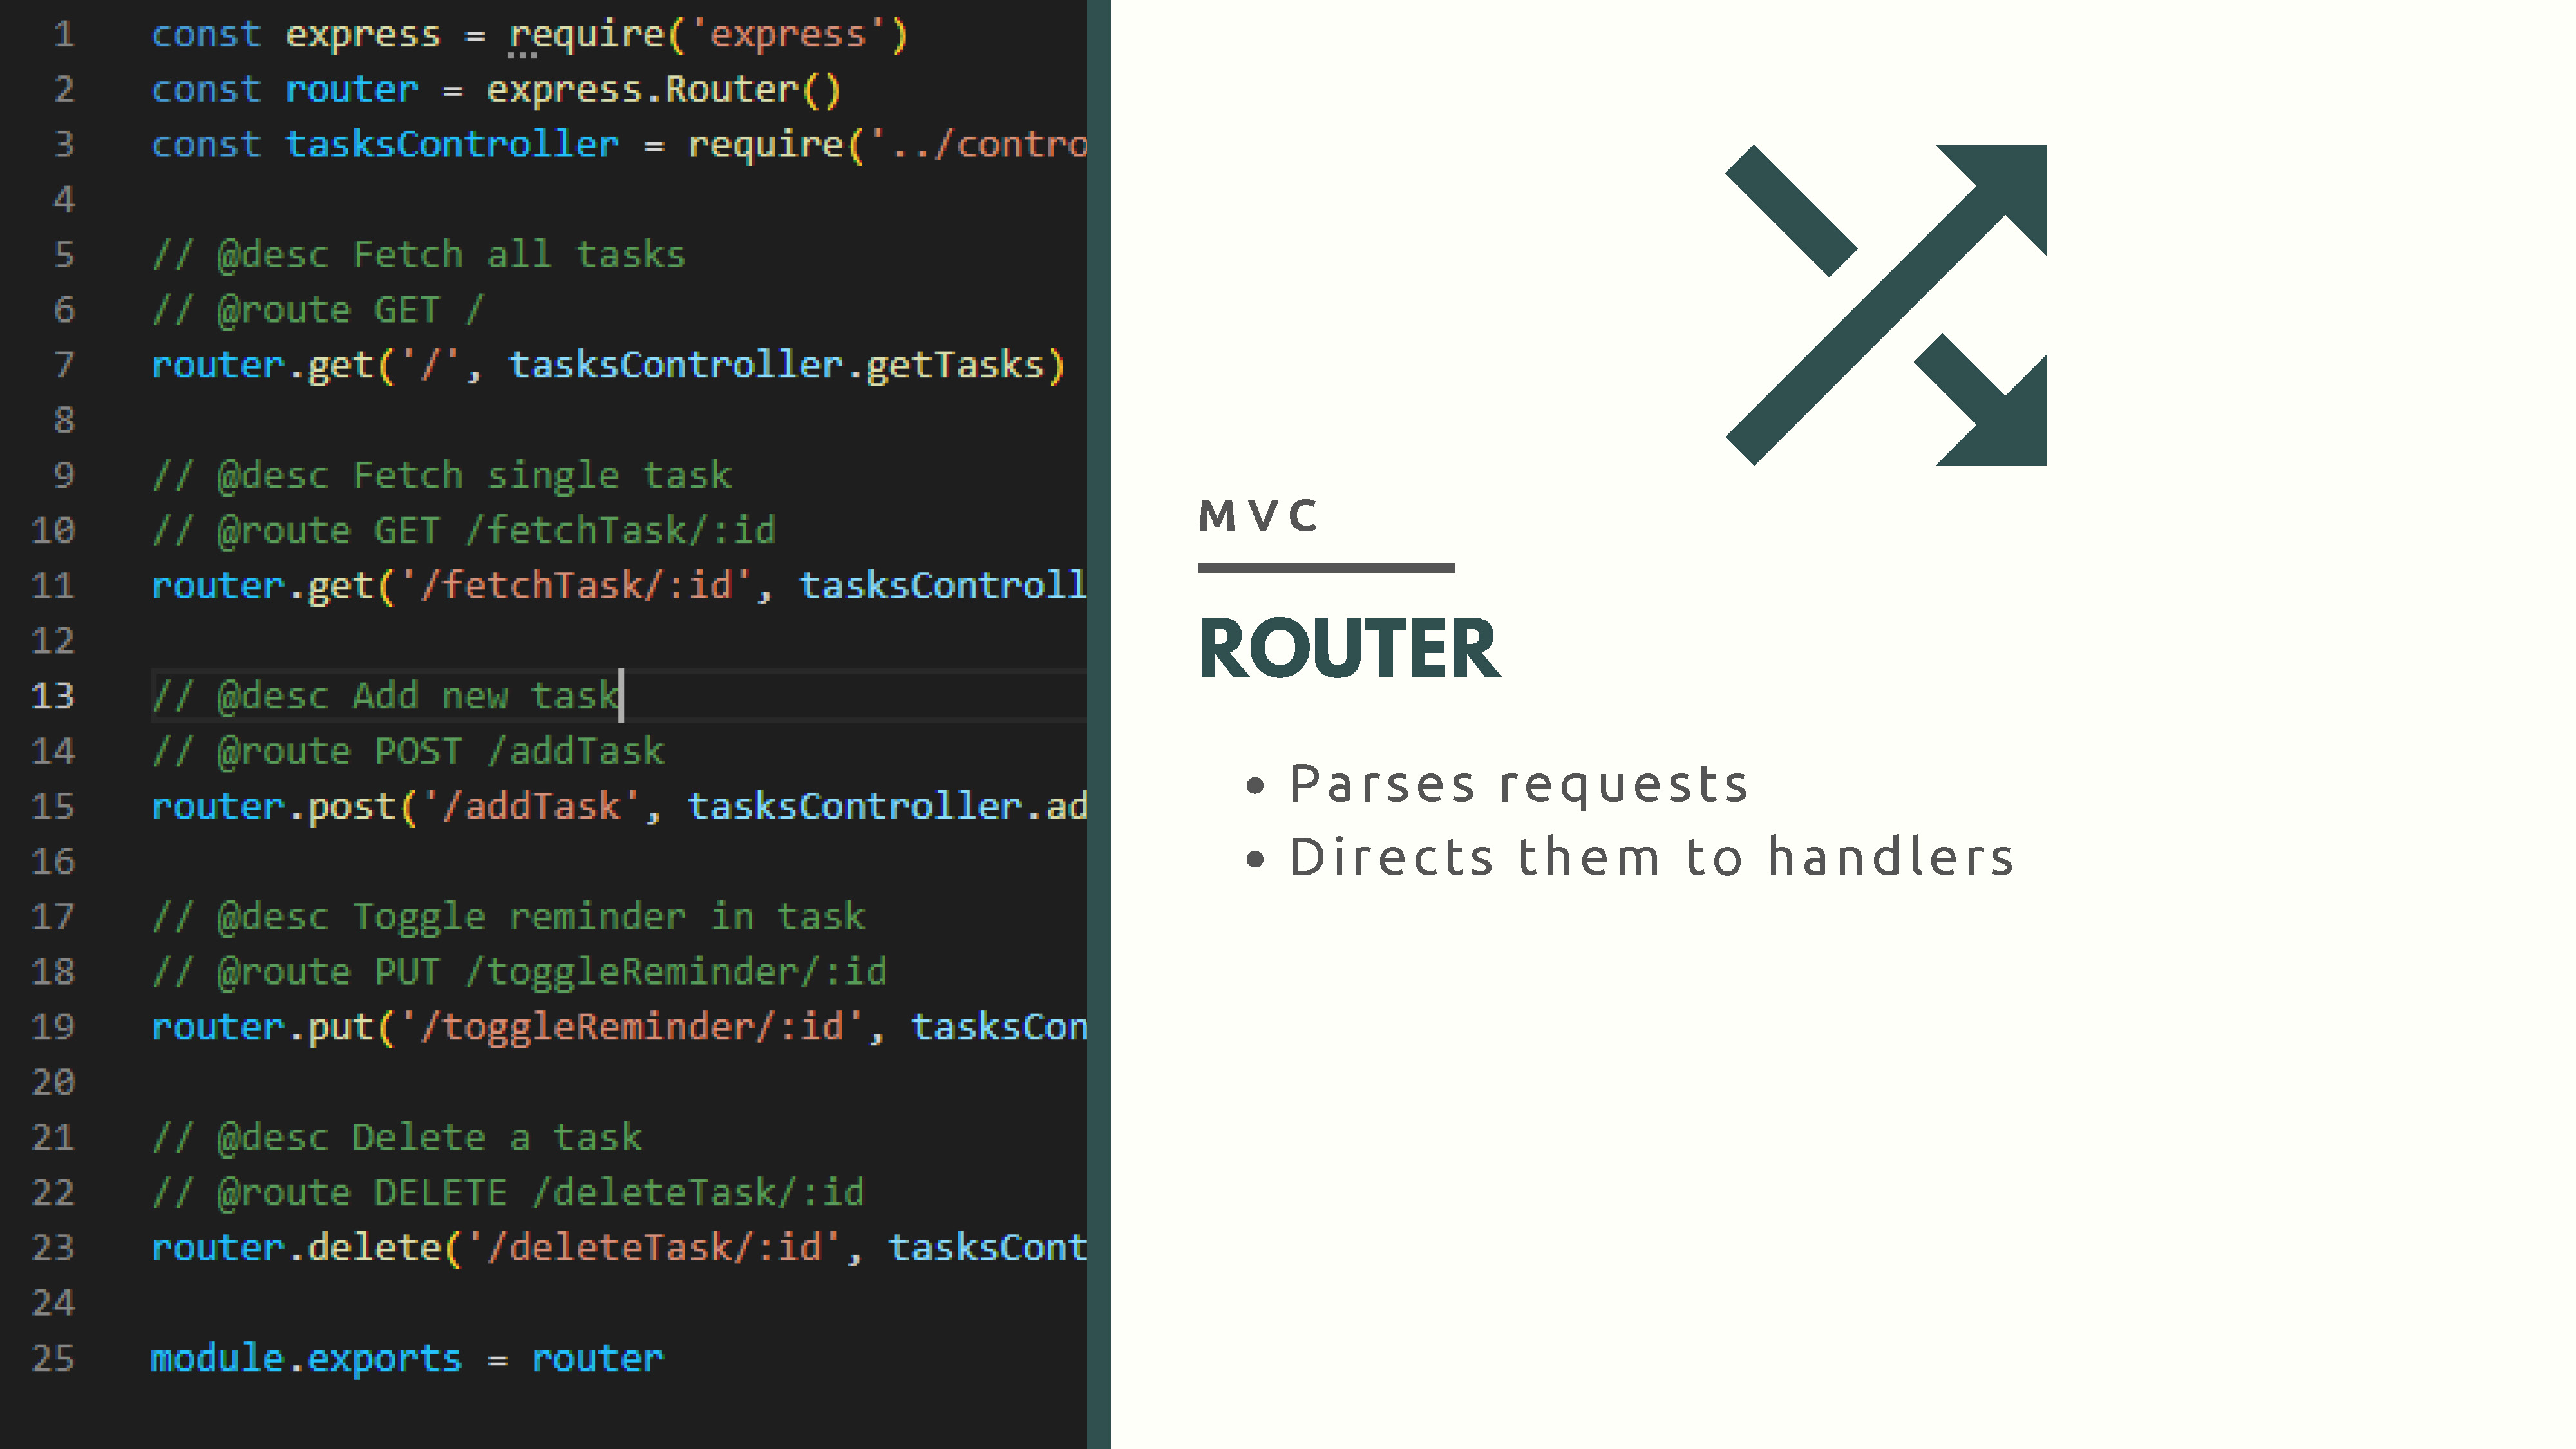 1 const express = require('express')
2 const router = express.Router()
3 const tasksController = require('../contro
4
5 // @desc Fetch all tasks
6 // @route GET /
7 router.get('/', tasksController.getTasks)
8
9 // @desc Fetch single task
10 // @route GET /fetchTask/:id
11 router.get('/fetchTask/:id', tasksControll
12
13 // @desc Add new task
14 // @route POST /addTask
15 router.post('/addTask', tasksController.ad
16
17 // @desc Toggle reminder in task
18 // @route PUT /toggleReminder/:id
19 router.put('/toggleReminder/:id', tasksCon
20
21 // @desc Delete a task
22 // @route DELETE /deleteTask/:id
23 router.delete('/deleteTask/:id', tasksCont
24
25 module.exports = router
MVC
ROUTER
• Parses requests
• Directs them to handlers